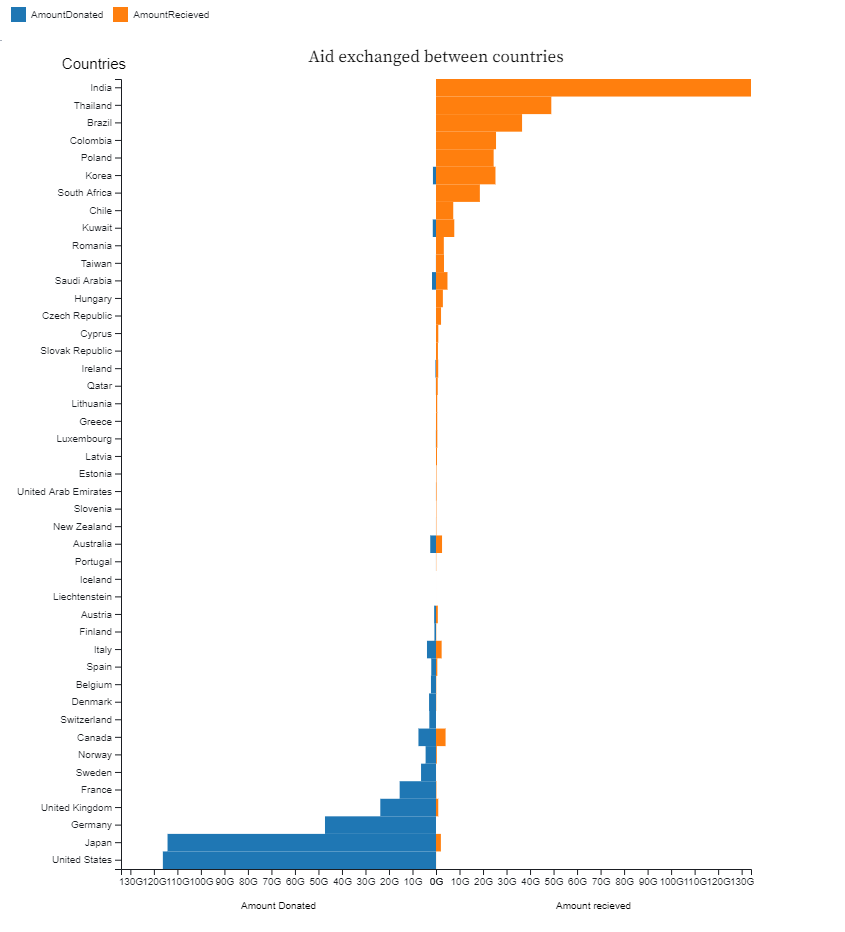 AmountDonated AmountRecieved
Aid exchanged between countries
Countries
India
Thailand
Brazil
Colombia
Poland
Korea
South Africa
Chile
Kuwait
Romania
Taiwan
Saudi Arabia
Hungary
Czech Republic
Cyprus
Slovak Republic
Ireland
Qatar
Lithuania
Greece
Luxembourg
Latvia
Estonia
United Arab Emirates
Slovenia
New Zealand
Australia
Portugal
Iceland
Liechtenstein
Austria
Finland
Italy
Spain
Belgium
Denmark
Switzerland
Canada
Norway
Sweden
France
United Kingdom
Germany
Japan
United States
130G 120G 110G 100G 90G 80G 70G 60G 50G 40G 30G 20G 10G 0G 10G 20G 30G 40G 50G 60G 70G 80G 90G 100G 110G 120G 130G
Amount Donated Amount recieved